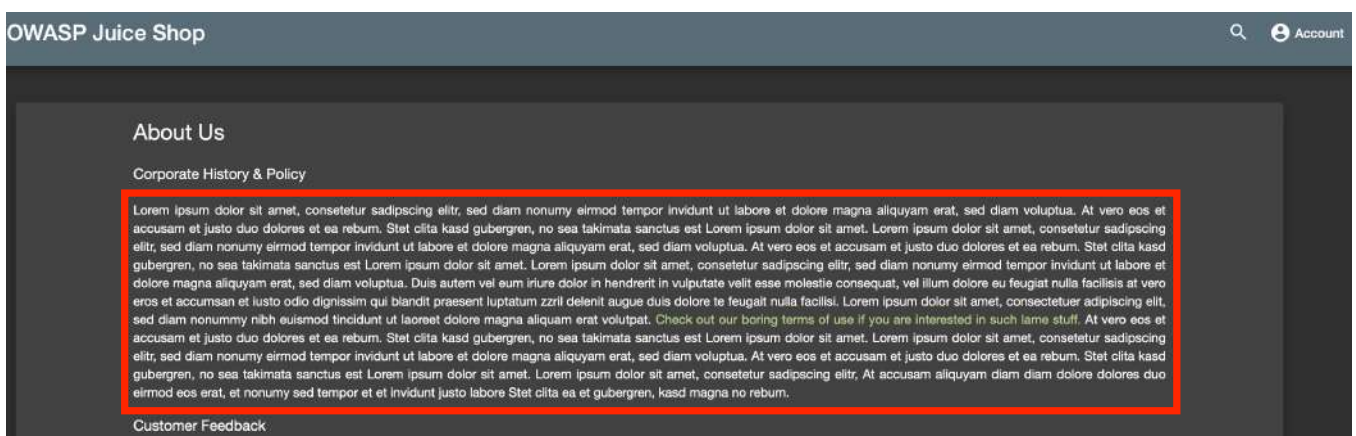 OWASP Juice Shop
Account
About Us
Corporate History & Policy
Lorem ipsum dolor sit amet, consetetur sadipscing elitr, sed diam nonumy eirmod tempor invidunt ut labore et dolore magna aliquyam erat, sed diam voluptua. At vero eos et
accusam et justo duo dolores et ea rebum. Stet clita kasd gubergren, no sea takimata sanctus est Lorem ipsum dolor sit amet. Lorem ipsum dolor sit amet, consetetur sadipscing
elitr, sed diam nonumy eirmod tempor invidunt ut labore et dolore magna aliquyam erat, sed diam voluptua. At vero eos et accusam et justo duo dolores et ea rebum. Stet clita kasd
gubergren, no sea takimata sanctus est Lorem ipsum dolor sit amet. Lorem ipsum dolor sit amet, consetetur sadipscing elitr, sed diam nonumy eirmod tempor invidunt ut labore et
dolore magna aliquyam erat, sed diam voluptua. Duis autem vel eum iriure dolor in hendrerit in vulputate velit esse molestie consequat, vel illum dolore eu feugiat nulla facilisis at vero
eros et accumsan et iusto odio dignissim qui blandit praesent luptatum zzril delenit augue duis dolore te feugait nulla facilisi. Lorem ipsum dolor sit amet, consectetuer adipiscing elit,
sed diam nonummy nibh euismod tincidunt ut laoreet dolore magna aliquam erat volutpat. Check out our boring terms of use if you are interested in such lame stuff. At vero eos et
accusam et justo duo dolores et ea rebum. Stet clita kasd gubergren, no sea takimata sanctus est Lorem ipsum dolor sit amet. Lorem ipsum dolor sit amet, consetetur sadipscing
elitr, sed diam nonumy eirmod tempor invidunt ut labore et dolore magna aliquyam erat, sed diam voluptua. At vero eos et accusam et justo duo dolores et ea rebum. Stet clita kasd
gubergren, no sea takimata sanctus est Lorem ipsum dolor sit amet. Lorem ipsum dolor sit amet, consetetur sadipscing elitr, At accusam aliquyam diam diam dolore dolores duo
eirmod eos erat, et nonumy sed tempor et et invidunt justo labore Stet clita ea et gubergren, kasd magna no rebum.
Customer Feedback